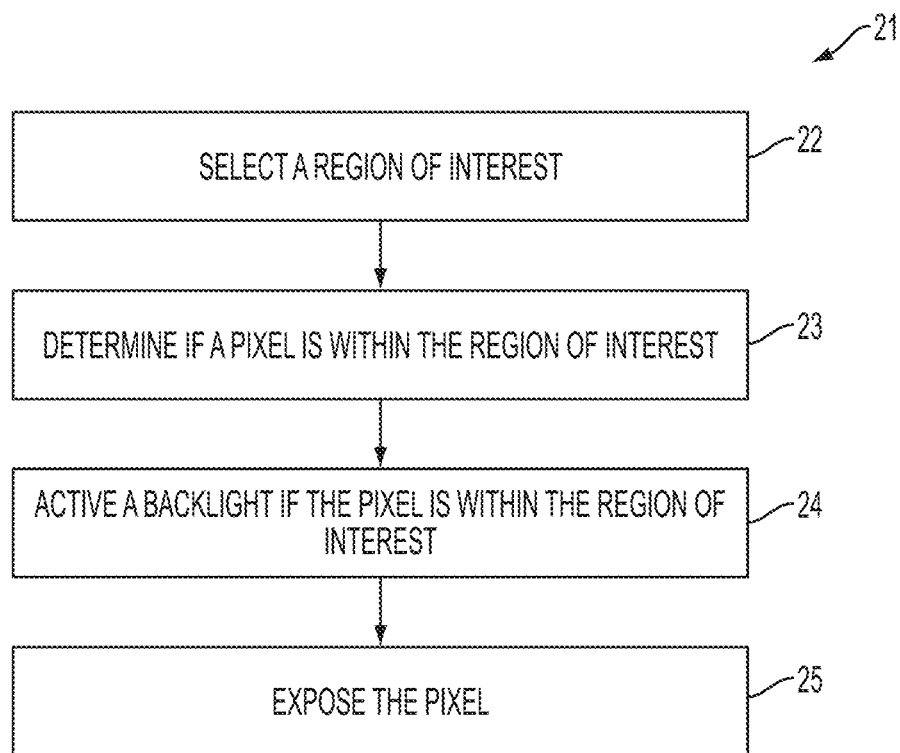 21
SELECT A REGION OF INTEREST
22
DETERMINE IF A PIXEL IS WITHIN THE REGION OF INTEREST
23
ACTIVE A BACKLIGHT IF THE PIXEL IS WITHIN THE REGION OF
INTEREST
24
EXPOSE THE PIXEL
25